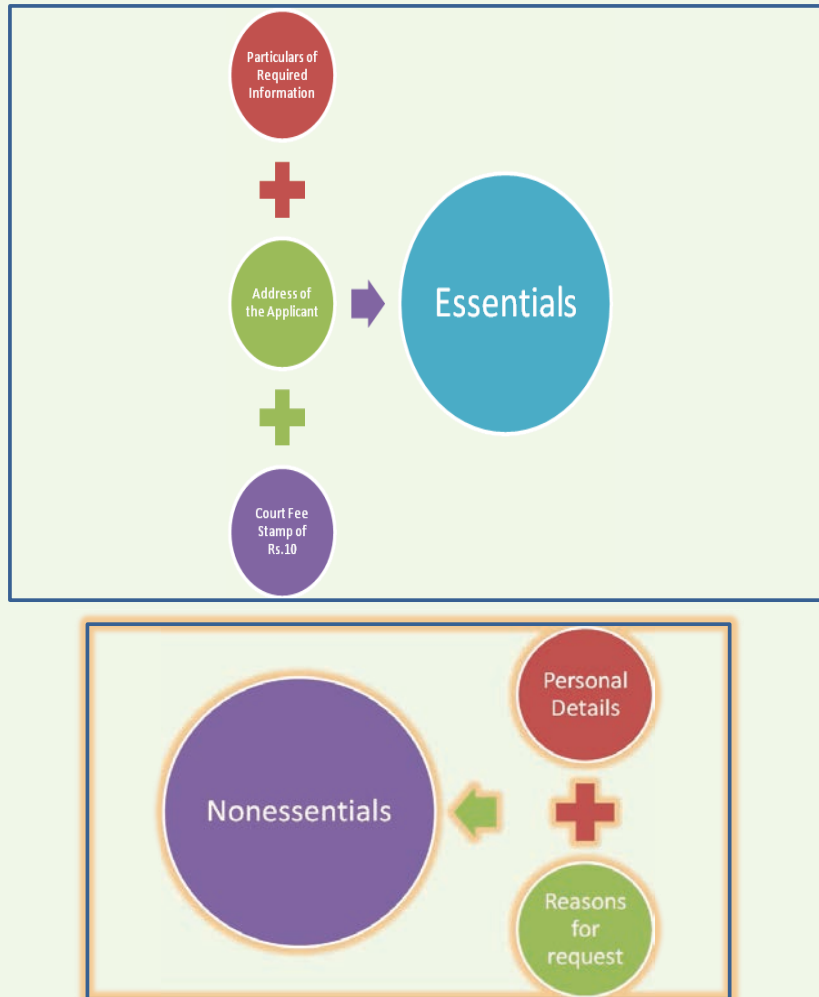 Particulars of
Required
Information
Address of
the Applicant
Essentials
Court Fee
Stamp of
Rs.10
Personal
Details
Nonessentials
Reasons
for
request